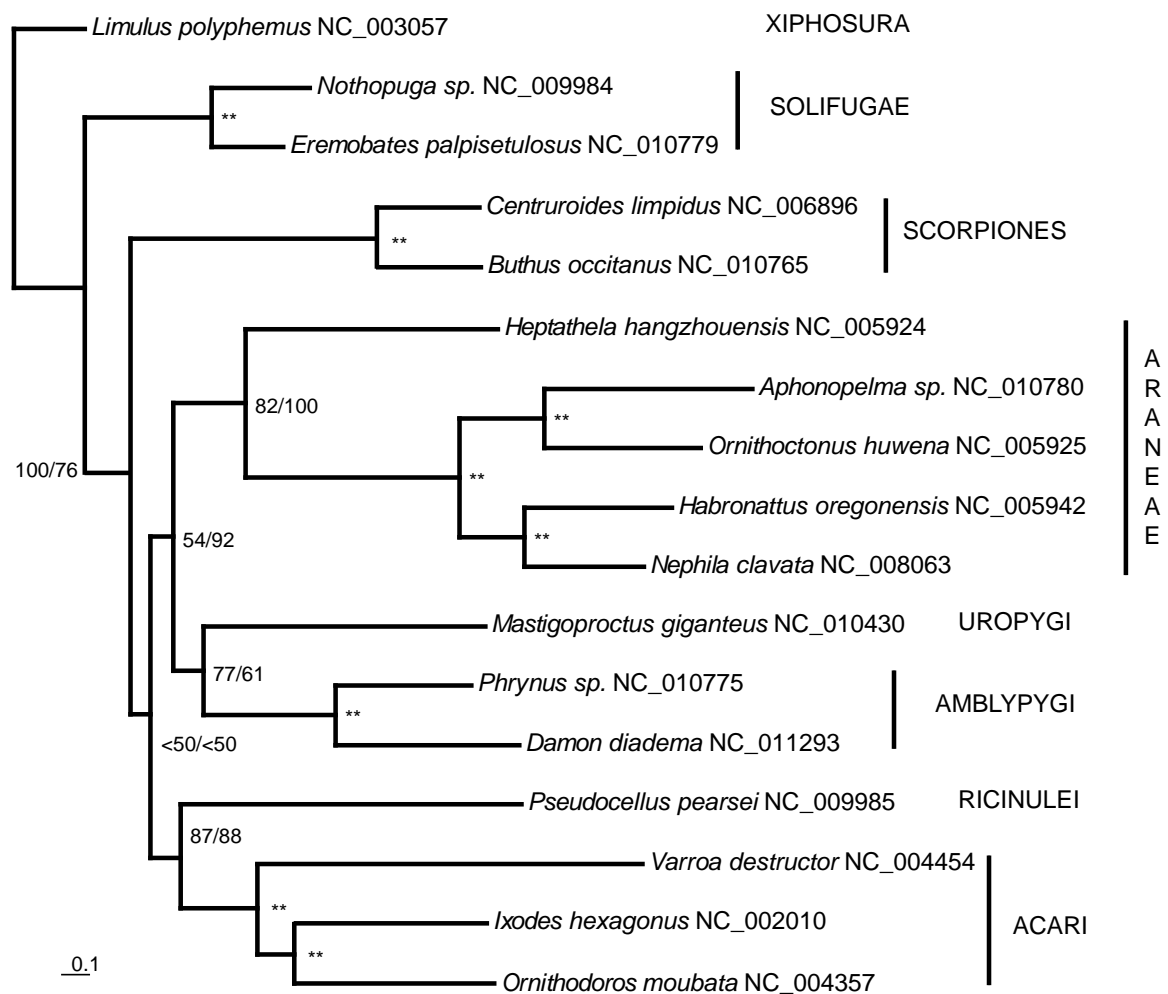 Limulus polyphemus NC_003057
XIPHOSURA
Nothopuga sp. NC_009984
SOLIFUGAE
**
Eremobates palpisetulosus NC_010779
Centruroides limpidus NC_006896
SCORPIONES
**
Buthus occitanus NC_010765
Heptathela hangzhouensis NC_005924
ARANEAE
82/100
Aphonopelma sp. NC_010780
**
Ornithoctonus huwena NC_005925
100/76
**
Habronattus oregonensis NC_005942
54/92
**
Nephila clavata NC_008063
Mastigoproctus giganteus NC_010430
UROPYGI
77/61
Phrynus sp. NC_010775
AMBLYPYGI
**
Damon diadema NC_011293
<50/<50
Pseudocellus pearsei NC_009985
RICINULEI
87/88
Varroa destructor NC_004454
**
Ixodes hexagonus NC_002010
ACARI
**
0.1
Ornithodoros moubata NC_004357